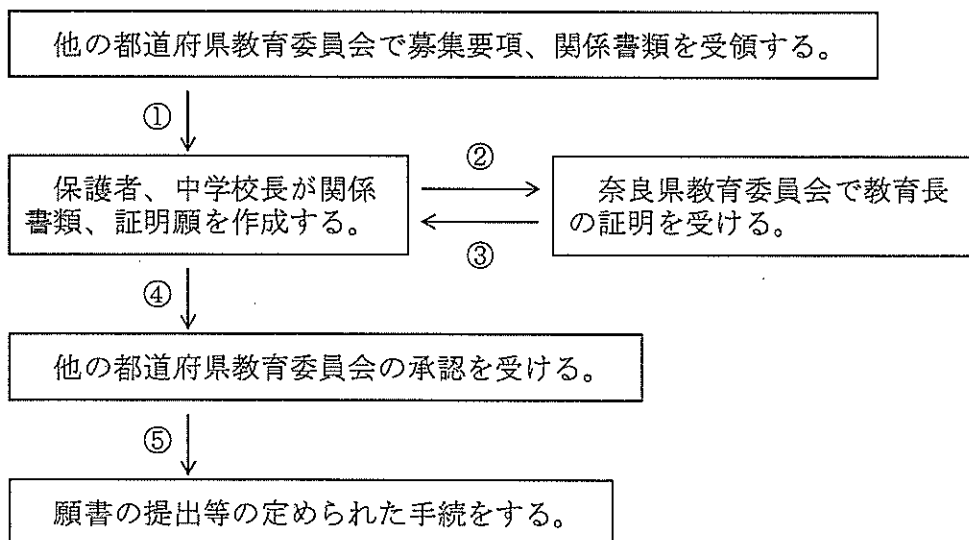 他の都道府県教育委員会で募集要項、関係書類を受領する。
①
保護者、中学校長が関係
書類、証明願を作成する。
②
③
奈良県教育委員会で教育長
の証明を受ける。
④
他の都道府県教育委員会の承認を受ける。
⑤
願書の提出等の定められた手続をする。